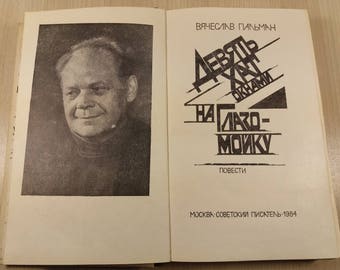 ВЯЧЕСЛАВ ПАЛЬМАН
ДЕВЯТЬ
ХАТ
ОКНАМИ
НА ГЛАЗО-
МОЙКУ
ПОВЕСТИ
МОСКВА·СОВЕТСКИЙ ПИСАТЕЛЬ·1984